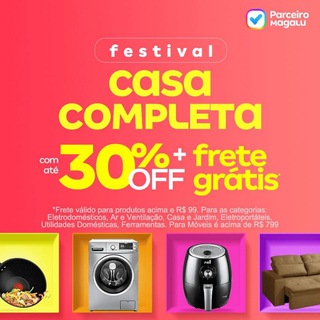 Parceiro
Magalu
festival
casa
COMPLETA
com
até
30%
OFF
+ frete
grátis*
*Frete válido para produtos acima e R$ 99. Para as categorias:
Eletrodomésticos, Ar e Ventilação, Casa e Jardim, Eletroportáteis,
Utilidades Domésticas, Ferramentas. Para Móveis é acima de R$ 799